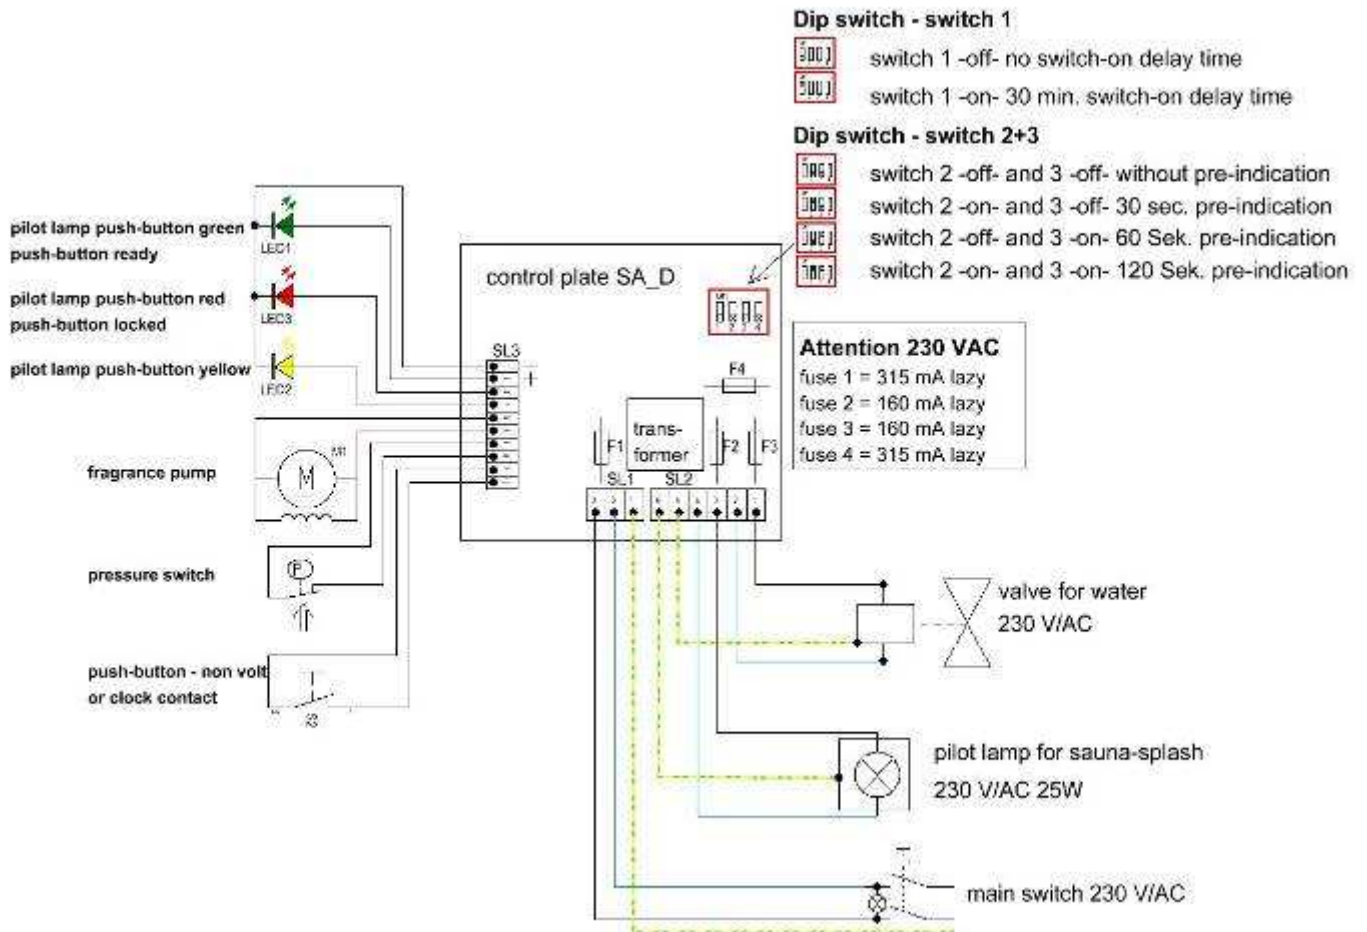 Dip switch - switch 1
switch 1 -off- no switch-on delay time
switch 1 -on- 30 min. switch-on delay time
Dip switch - switch 2+3
switch 2 -off- and 3 -off- without pre-indication
switch 2 -on- and 3 -off- 30 sec. pre-indication
switch 2 -off- and 3 -on- 60 Sek. pre-indication
switch 2 -on- and 3 -on- 120 Sek. pre-indication
pilot lamp push-button green
push-button ready
LEC1
pilot lamp push-button red
push-button locked
LEC3
pilot lamp push-button yellow
LEC2
control plate SA_D
SL3
+
F4
Attention 230 VAC
fuse 1 = 315 mA lazy
fuse 2 = 160 mA lazy
fuse 3 = 160 mA lazy
fuse 4 = 315 mA lazy
trans-
former
F1
F2
F3
SL1
SL2
fragrance pump
M
M1
pressure switch
P
push-button - non volt
or clock contact
valve for water
230 V/AC
pilot lamp for sauna-splash
230 V/AC 25W
main switch 230 V/AC